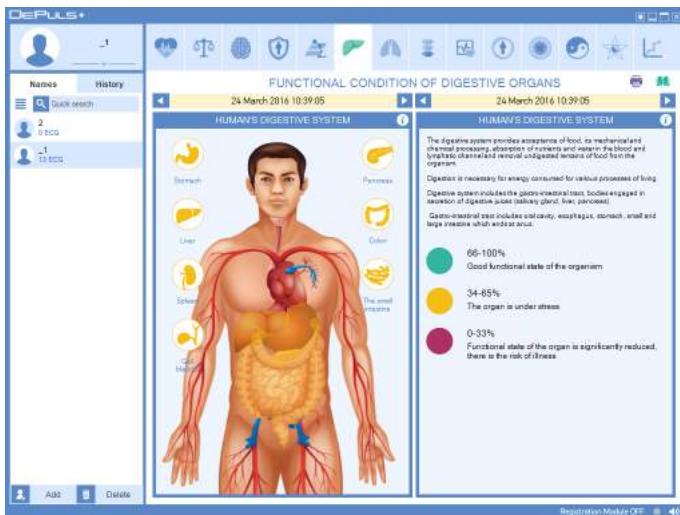 DEPULS+
_1
Names
History
Quick search
2
0 ECG
_1
13 ECG
Add
Delete
FUNCTIONAL CONDITION OF DIGESTIVE ORGANS
24 March 2016 10:39:05
24 March 2016 10:39:05
HUMAN'S DIGESTIVE SYSTEM
Stomach
Pancreas
Liver
Colon
Spleen
The small
intestine
Gall
HUMAN'S DIGESTIVE SYSTEM
The digestive system provides acceptance of food, its mechanical and
chemical processing, absorption of nutrients and water in the blood and
lymphatic channel and removal undigested remains of food from the
organism.
Digestion is necessary for energy consumed for various processes of living.
Digestive system includes the gastro-intestinal tract, bodies engaged in
secretion of digestive juices (salivary gland, liver, pancreas).
Gastro-intestinal tract includes oral cavity, esophagus, stomach, small and
large intestine which ends at anus.
66-100%
Good functional state of the organism
34-65%
The organ is under stress
0-33%
Functional state of the organ is significantly reduced,
there is the risk of illness
Registration Module OFF